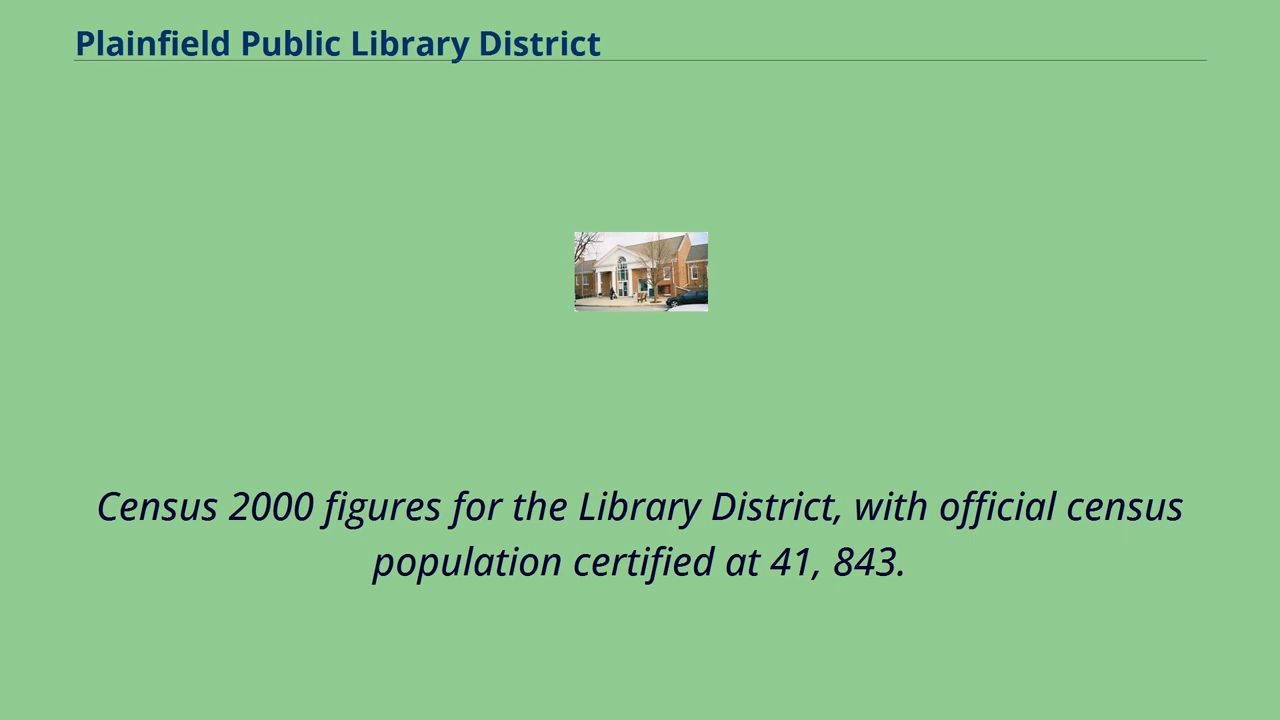 Plainfield Public Library District
Census 2000 figures for the Library District, with official census
population certified at 41, 843.